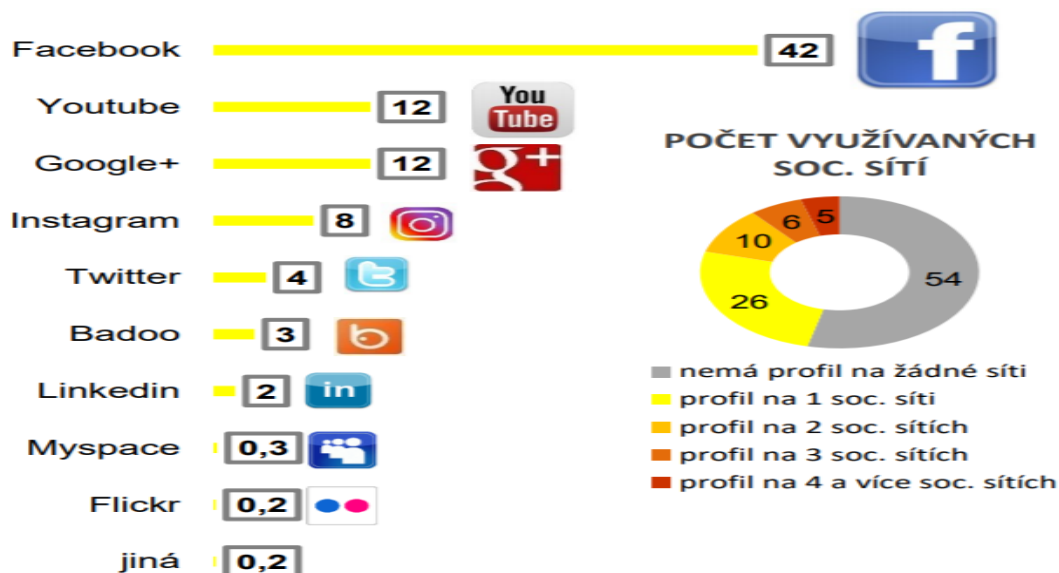 Facebook 42 f
Youtube 12 You
Tube
Google+ 12 g+
Instagram 8
Twitter 4 t
Badoo 3 b
Linkedin 2 in
Myspace 0,3
Flickr 0,2
jiná 0,2
POČET VYUŽÍVANÝCH
SOC. SÍTÍ
54
26
10
6
5
nemá profil na žádné síti
profil na 1 soc. síti
profil na 2 soc. sítích
profil na 3 soc. sítích
profil na 4 a více soc. sítích